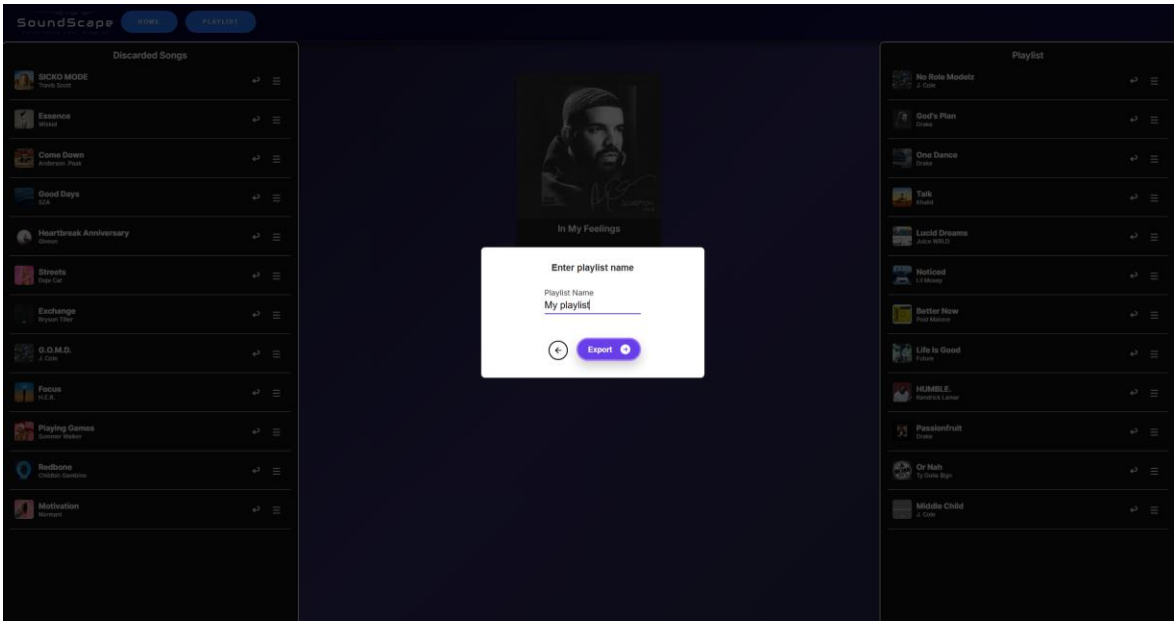 SoundScape
HOME
PLAYLIST
Discarded Songs
SICKO MODE
Travis Scott
Essence
Wizkid
Come Down
Anderson .Paak
Good Days
SZA
Heartbreak Anniversary
Giveon
Streets
Doja Cat
Exchange
Bryson Tiller
G.O.M.D.
J. Cole
Focus
H.E.R.
Playing Games
Summer Walker
Redbone
Childish Gambino
Motivation
Normani
In My Feelings
Enter playlist name
Playlist Name
My playlist
Export
Playlist
No Role Modelz
J. Cole
God's Plan
Drake
One Dance
Drake
Talk
Khalid
Lucid Dreams
Juice WRLD
Noticed
Lil Mosey
Better Now
Post Malone
Life Is Good
Future
HUMBLE.
Kendrick Lamar
Passionfruit
Drake
Or Nah
Ty Dolla $ign
Middle Child
J. Cole